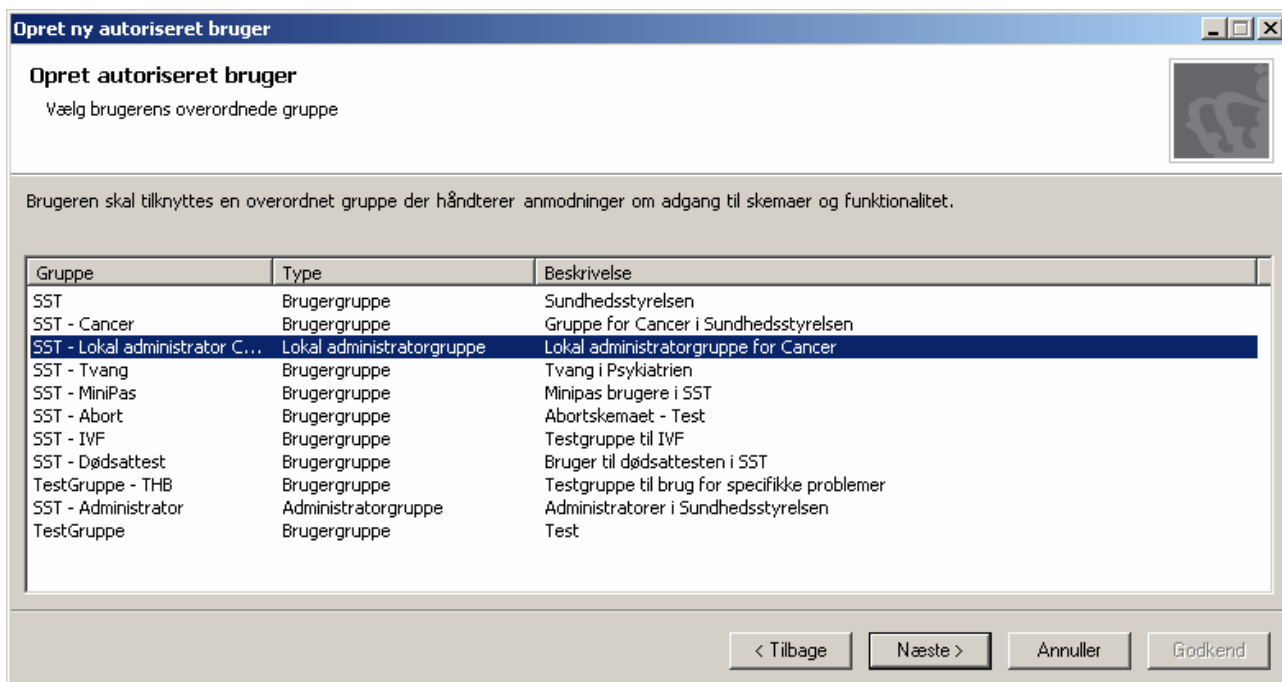 Opret ny autoriseret bruger
Opret autoriseret bruger
Vælg brugerens overordnede gruppe
Brugeren skal tilknyttes en overordnet gruppe der håndterer anmodninger om adgang til skemaer og funktionalitet.
Gruppe Type Beskrivelse
SST Brugergruppe Sundhedsstyrelsen
SST - Cancer Brugergruppe Gruppe for Cancer i Sundhedsstyrelsen
SST - Lokal administrator C... Lokal administratorgruppe Lokal administratorgruppe for Cancer
SST - Tvang Brugergruppe Tvang i Psykiatrien
SST - MiniPas Brugergruppe Minipas brugere i SST
SST - Abort Brugergruppe Abortskemaet - Test
SST - IVF Brugergruppe Testgruppe til IVF
SST - Dødsattest Brugergruppe Bruger til dødsattesten i SST
TestGruppe - THB Brugergruppe Testgruppe til brug for specifikke problemer
SST - Administrator Administratorgruppe Administratorer i Sundhedsstyrelsen
TestGruppe Brugergruppe Test
< Tilbage Næste > Annuller Godkend